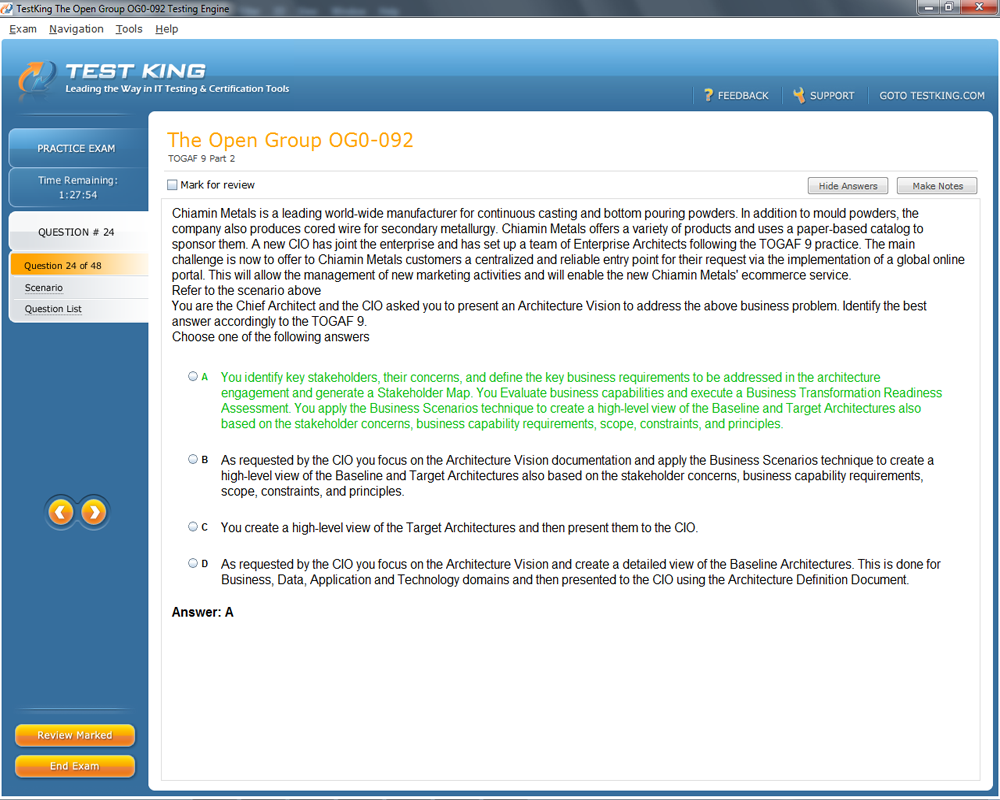 TestKing The Open Group OG0-092 Testing Engine
Exam Navigation Tools Help
TEST KING
Leading the Way in IT Testing & Certification Tools
FEEDBACK SUPPORT GOTO TESTKING.COM
PRACTICE EXAM
Time Remaining:
1:27:54
QUESTION # 24
Question 24 of 48
Scenario
Question List
The Open Group OG0-092
TOGAF 9 Part 2
Mark for review
Hide Answers Make Notes
Chiamin Metals is a leading world-wide manufacturer for continuous casting and bottom pouring powders. In addition to mould powders, the
company also produces cored wire for secondary metallurgy. Chiamin Metals offers a variety of products and uses a paper-based catalog to
sponsor them. A new CIO has joint the enterprise and has set up a team of Enterprise Architects following the TOGAF 9 practice. The main
challenge is now to offer to Chiamin Metals customers a centralized and reliable entry point for their request via the implementation of a global online
portal. This will allow the management of new marketing activities and will enable the new Chiamin Metals' ecommerce service.
Refer to the scenario above
You are the Chief Architect and the CIO asked you to present an Architecture Vision to address the above business problem. Identify the best
answer accordingly to the TOGAF 9.
Choose one of the following answers
A You identify key stakeholders, their concerns, and define the key business requirements to be addressed in the architecture
engagement and generate a Stakeholder Map. You Evaluate business capabilities and execute a Business Transformation Readiness
Assessment. You apply the Business Scenarios technique to create a high-level view of the Baseline and Target Architectures also
based on the stakeholder concerns, business capability requirements, scope, constraints, and principles.
B As requested by the CIO you focus on the Architecture Vision documentation and apply the Business Scenarios technique to create a
high-level view of the Baseline and Target Architectures also based on the stakeholder concerns, business capability requirements,
scope, constraints, and principles.
C You create a high-level view of the Target Architectures and then present them to the CIO.
D As requested by the CIO you focus on the Architecture Vision and create a detailed view of the Baseline Architectures. This is done for
Business, Data, Application and Technology domains and then presented to the CIO using the Architecture Definition Document.
Answer: A
Review Marked
End Exam